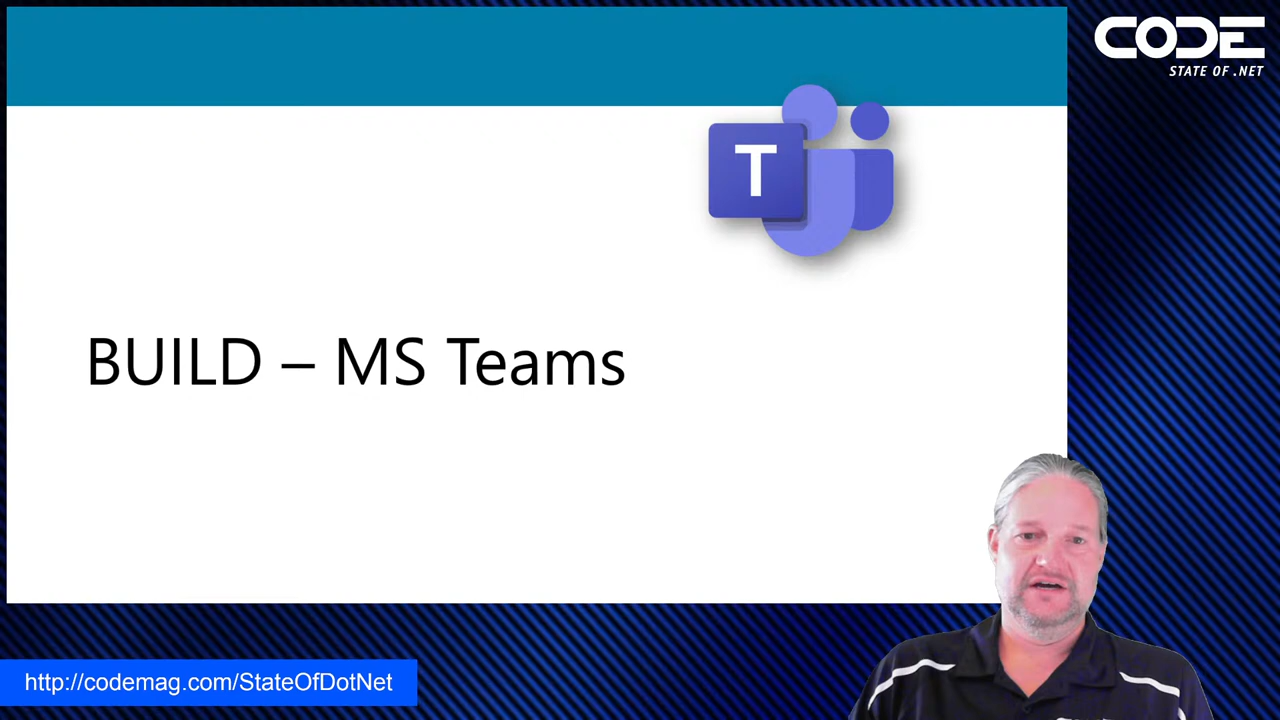 CODE
STATE OF .NET
T
BUILD – MS Teams
http://codemag.com/StateOfDotNet